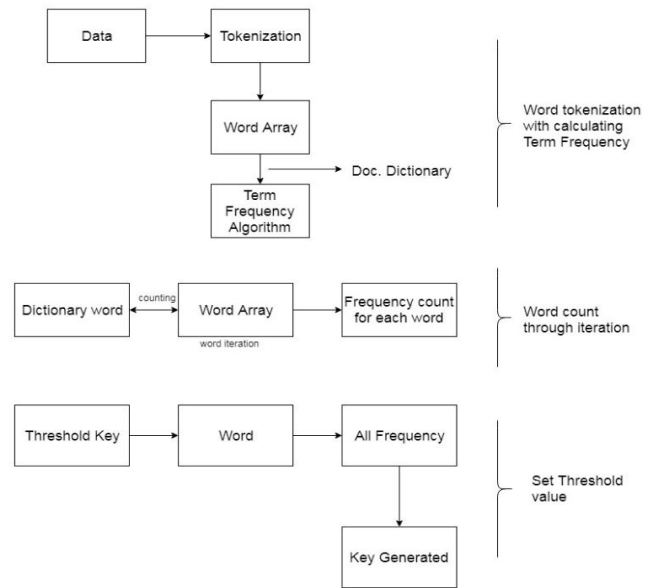 Data
Tokenization
Word Array
Doc. Dictionary
Term
Frequency
Algorithm
Word tokenization
with calculating
Term Frequency
Dictionary word
counting
Word Array
word iteration
Frequency count
for each word
Word count
through iteration
Threshold Key
Word
All Frequency
Key Generated
Set Threshold
value